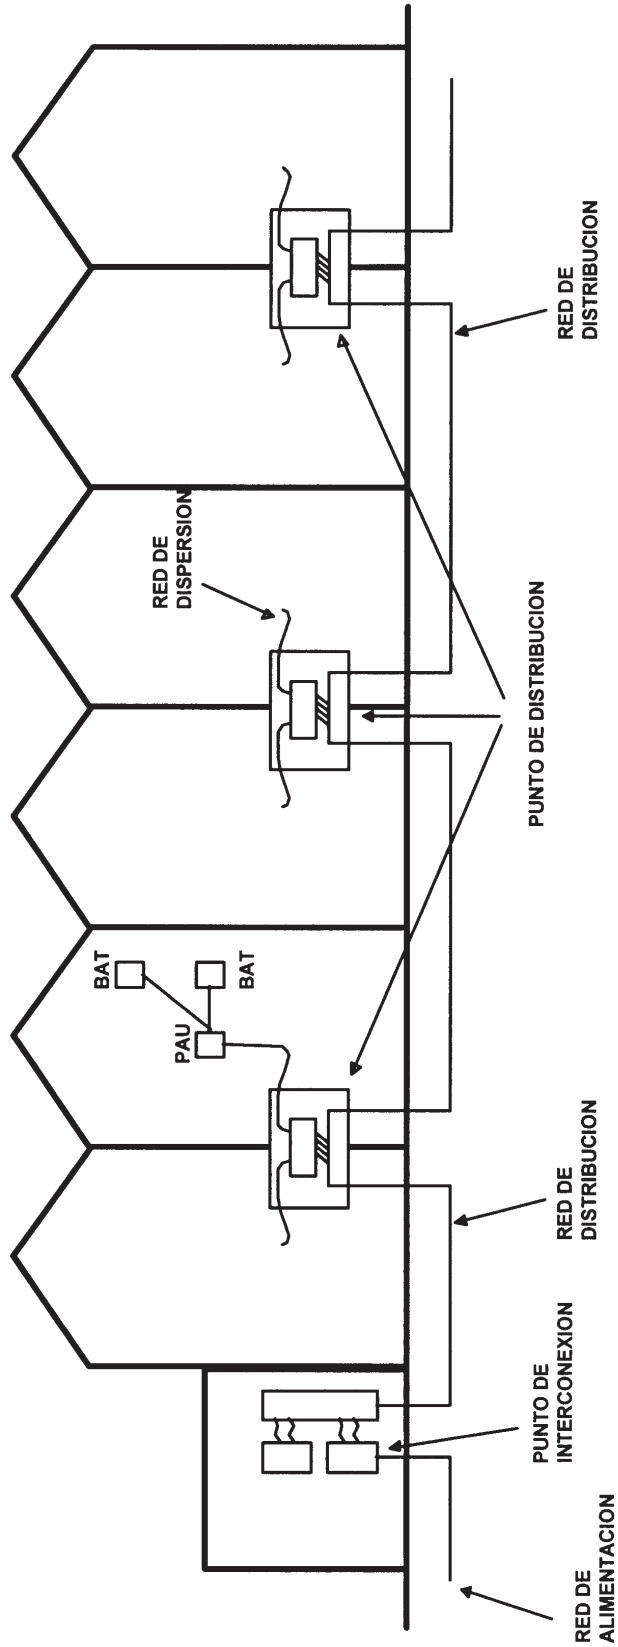 BAT
PAU
BAT
RED DE
DISPERSION
RED DE
ALIMENTACION
PUNTO DE
INTERCONEXION
RED DE
DISTRIBUCION
PUNTO DE DISTRIBUCION
RED DE
DISTRIBUCION